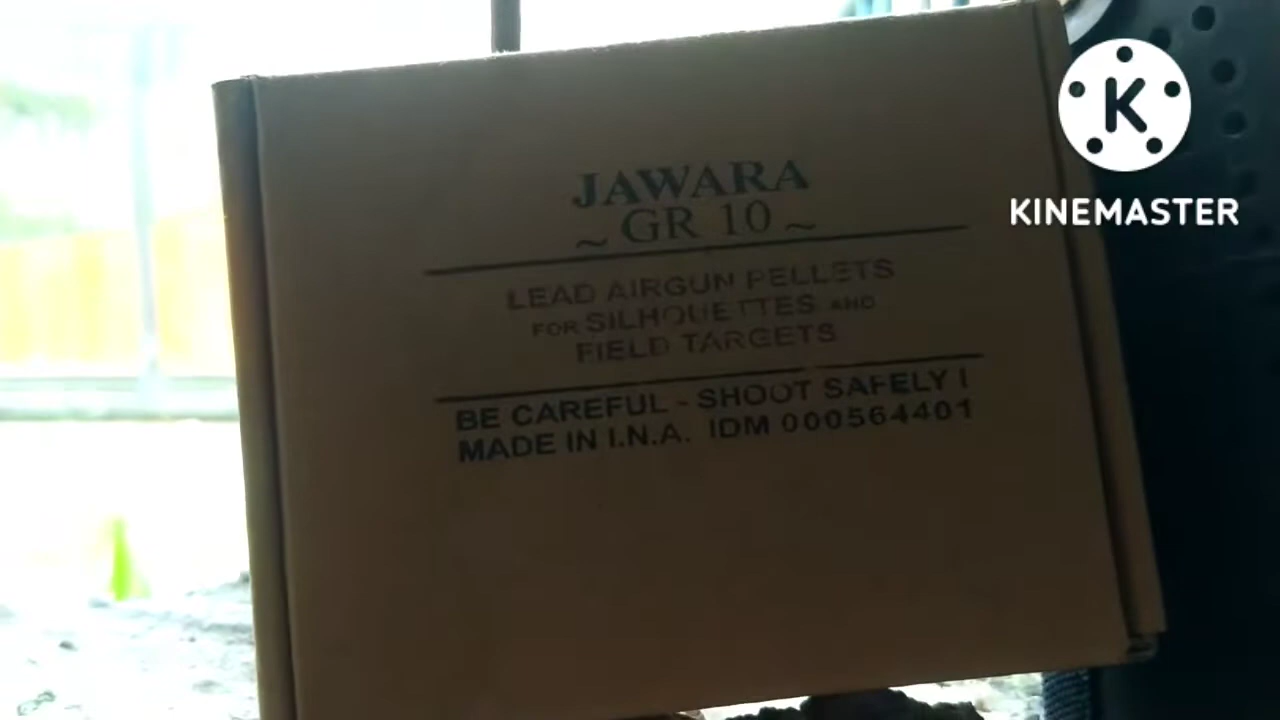 JAWARA
~ GR 10 ~
LEAD AIRGUN PELLETS
FOR SILHOUETTES AND
FIELD TARGETS
BE CAREFUL - SHOOT SAFELY !
MADE IN I.N.A. IDM 000564401
K
KINEMASTER